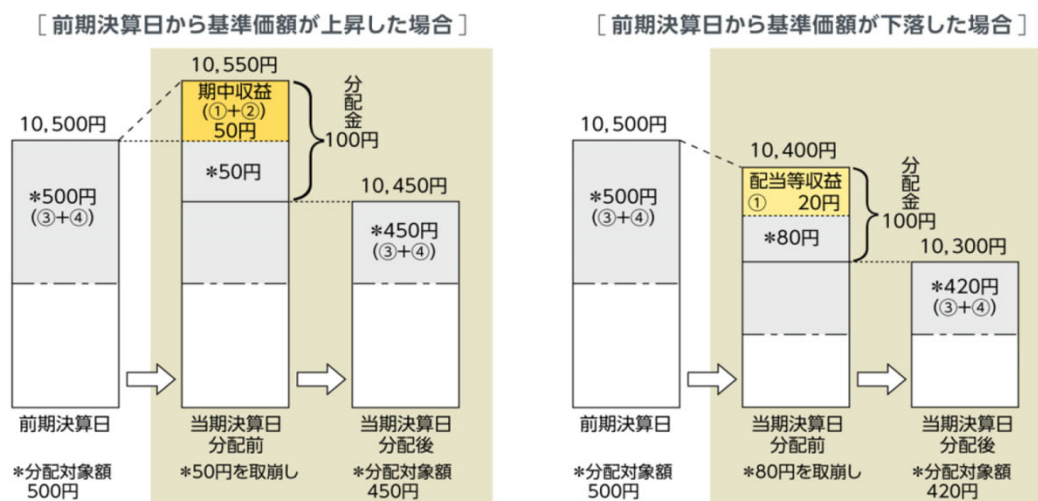 [前期決算日から基準価額が上昇した場合]
10,550円
期中収益
(①+②)
50円
分配金
100円
10,500円
*50円
*500円
(③+④)
10,450円
*450円
(③+④)
前期決算日
当期決算日
分配前
当期決算日
分配後
*分配対象額
500円
*50円を取崩し
*分配対象額
450円
[前期決算日から基準価額が下落した場合]
10,500円
10,400円
配当等収益
① 20円
分配金
100円
*500円
(③+④)
*80円
10,300円
*420円
(③+④)
前期決算日
当期決算日
分配前
当期決算日
分配後
*分配対象額
500円
*80円を取崩し
*分配対象額
420円